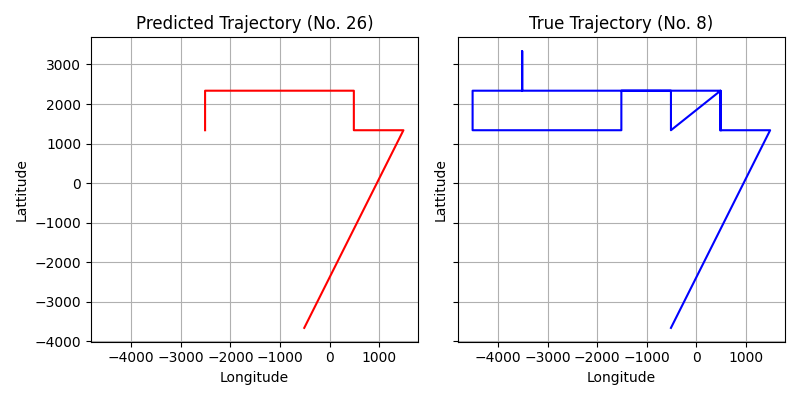 Predicted Trajectory (No. 26)
True Trajectory (No. 8)
Lattitude
3000
2000
1000
0
−1000
−2000
−3000
−4000
−4000 −3000 −2000 −1000 0 1000
Longitude
Lattitude
−4000 −3000 −2000 −1000 0 1000
Longitude